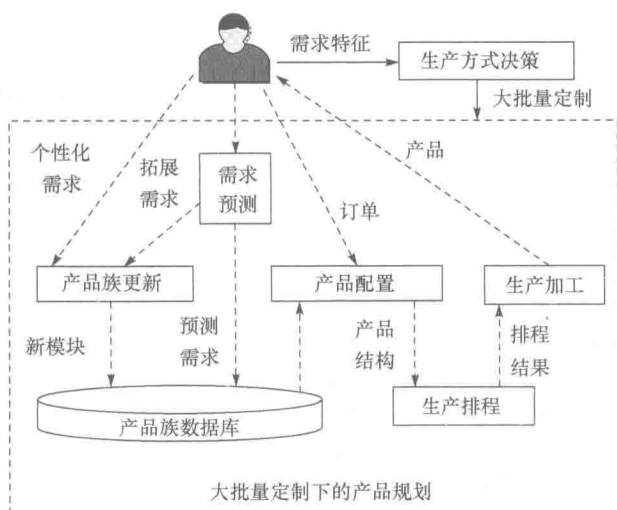 需求特征
生产方式决策
大批量定制
个性化
需求
拓展
需求
需求
预测
订单
产品
产品族更新
产品配置
生产加工
新模块
预测
需求
产品
结构
排程
结果
产品族数据库
生产排程
大批量定制下的产品规划